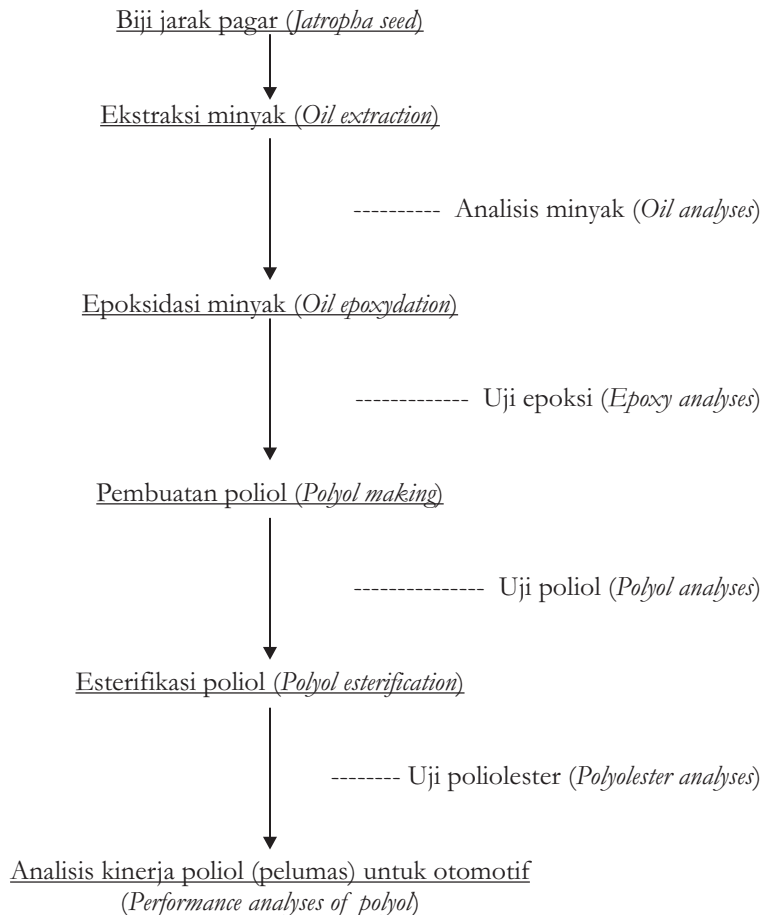 Biji jarak pagar (Jatropha seed)
Ekstraksi minyak (Oil extraction)
---------- Analisis minyak (Oil analyses)
Epoksidasi minyak (Oil epoxydation)
------------- Uji epoksi (Epoxy analyses)
Pembuatan poliol (Polyol making)
--------------- Uji poliol (Polyol analyses)
Esterifikasi poliol (Polyol esterification)
-------- Uji poliolester (Polyolester analyses)
Analisis kinerja poliol (pelumas) untuk otomotif
(Performance analyses of polyol)